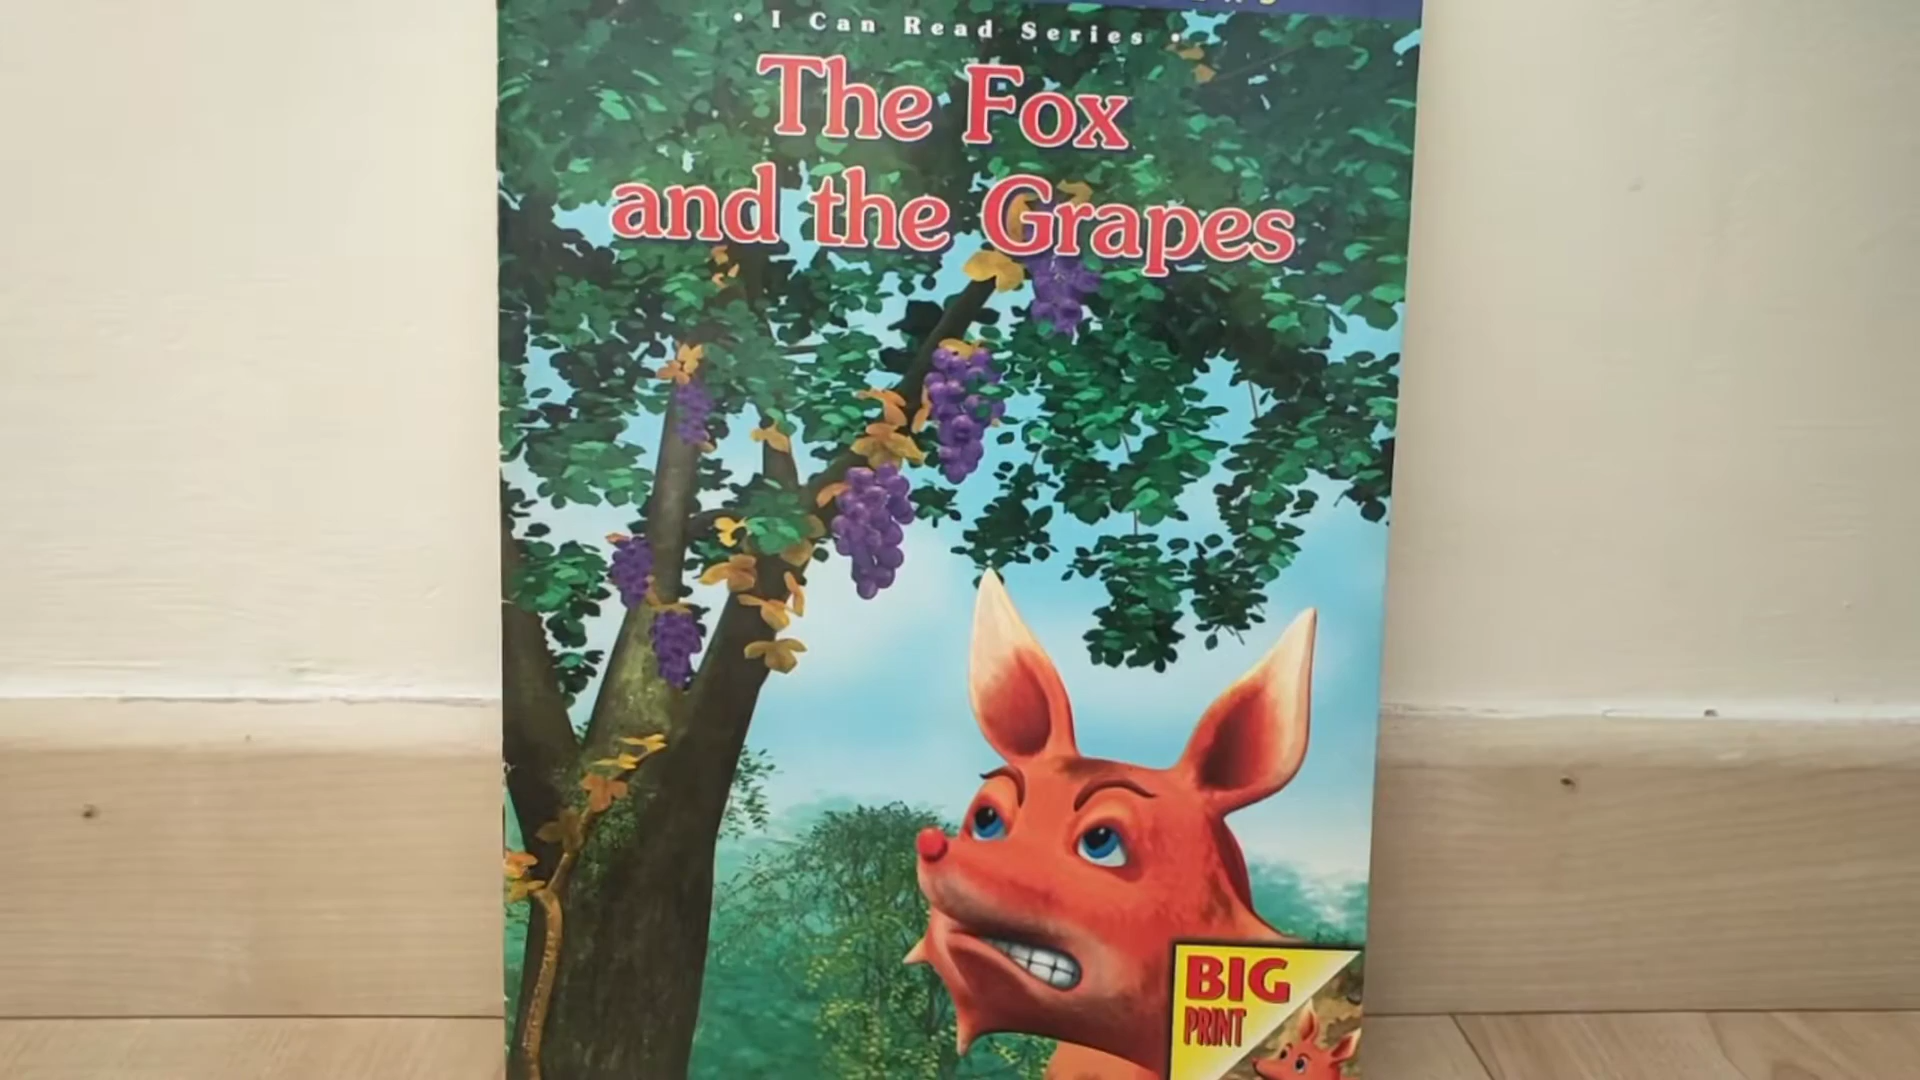 • I Can Read Series •
The Fox
and the Grapes
BIG
PRINT